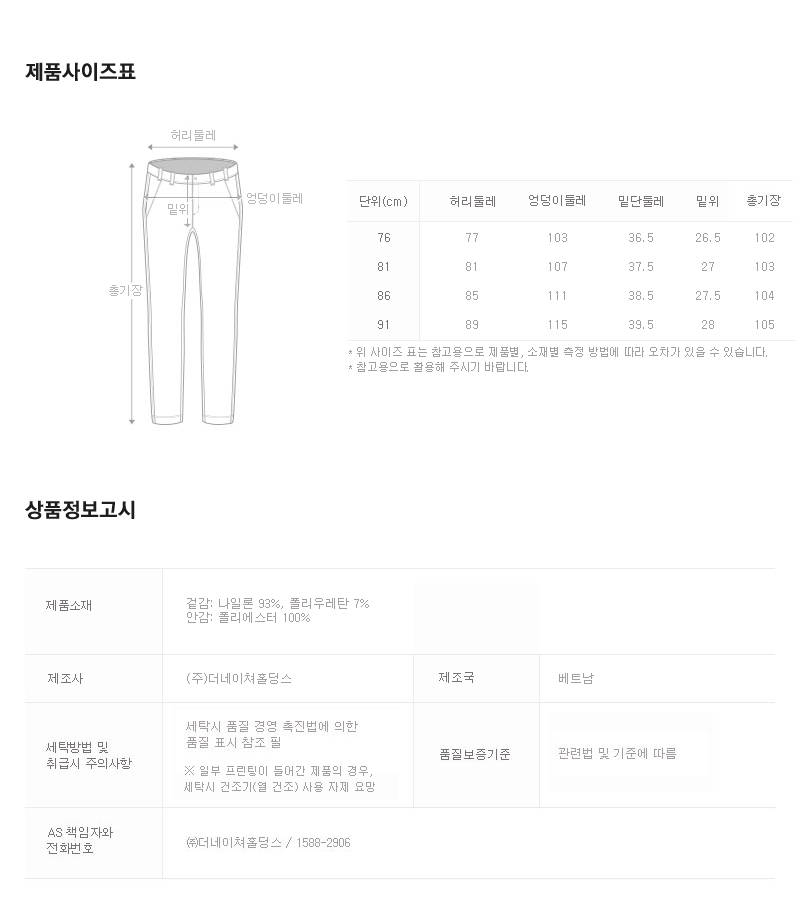 제품사이즈표
허리둘레
엉덩이둘레
밑위
총기장
단위(cm) 허리둘레 엉덩이둘레 밑단둘레 밑위 총기장
76 77 103 36.5 26.5 102
81 81 107 37.5 27 103
86 85 111 38.5 27.5 104
91 89 115 39.5 28 105
* 위 사이즈 표는 참고용으로 제품별, 소재별 측정 방법에 따라 오차가 있을 수 있습니다.
* 참고용으로 활용해 주시기 바랍니다.
상품정보고시
제품소재
겉감: 나일론 93%, 폴리우레탄 7%
안감: 폴리에스터 100%
제조사 (주)더네이쳐홀딩스 제조국 베트남
세탁방법 및
취급시 주의사항
세탁시 품질 경영 촉진법에 의한
품질 표시 참조 필
※ 일부 프린팅이 들어간 제품의 경우,
세탁시 건조기(열 건조) 사용 자제 요망
품질보증기준 관련법 및 기준에 따름
AS 책임자와
전화번호
㈜더네이쳐홀딩스 / 1588-2906